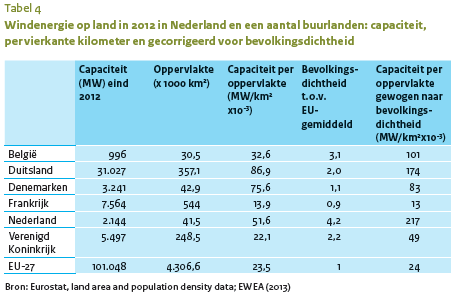 Tabel 4
Windenergie op land in 2012 in Nederland en een aantal buurlanden: capaciteit,
pervierkante kilometer en gecorrigeerd voor bevolkingsdichtheid
Capaciteit (MW) eind 2012 Oppervlakte (x 1000 km²) Capaciteit per oppervlakte (MW/km² x10⁻³) Bevolkings-dichtheid t.o.v. EU-gemiddeld Capaciteit per oppervlakte gewogen naar bevolkings-dichtheid (MW/km²x10⁻³)
België 996 30,5 32,6 3,1 101
Duitsland 31.027 357,1 86,9 2,0 174
Denemarken 3.241 42,9 75,6 1,1 83
Frankrijk 7.564 544 13,9 0,9 13
Nederland 2.144 41,5 51,6 4,2 217
Verenigd Koninkrijk 5.497 248,5 22,1 2,2 49
EU-27 101.048 4.306,6 23,5 1 24
Bron: Eurostat, land area and population density data; EWEA (2013)